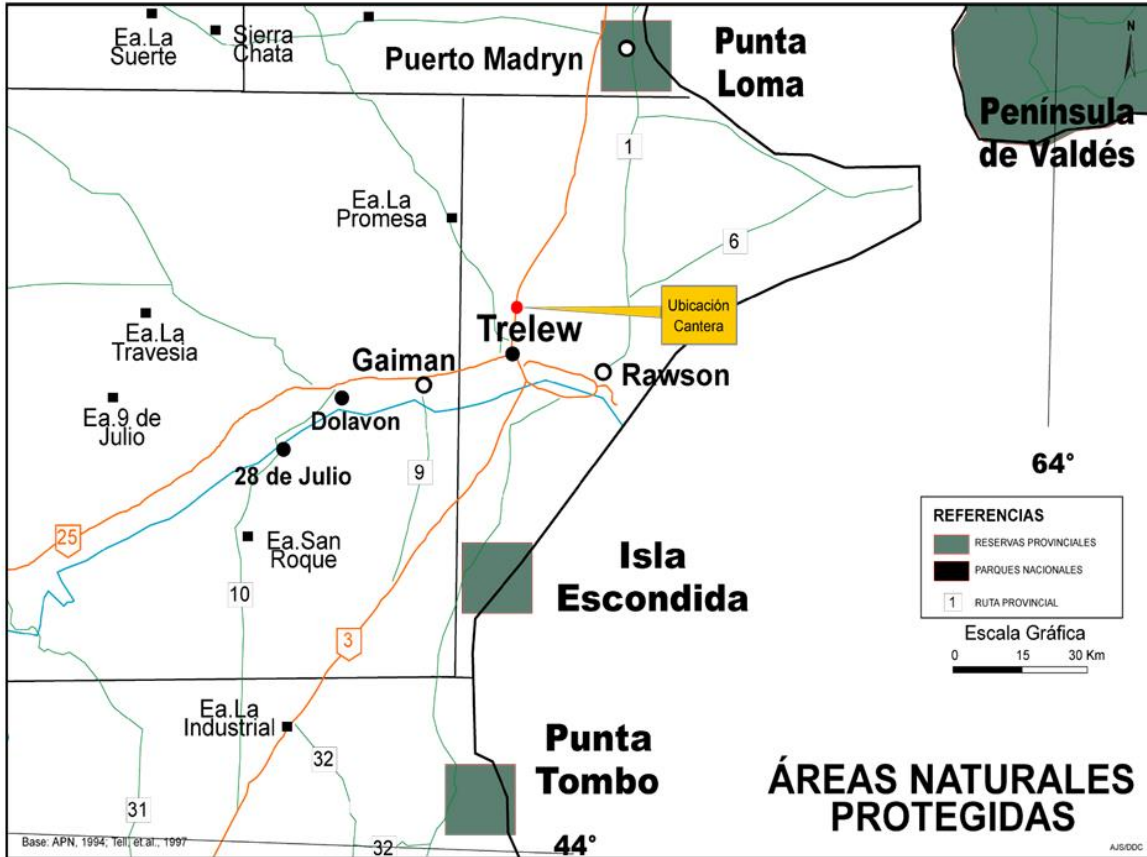 Ea.La
Suerte
Sierra
Chata
Puerto Madryn
Punta
Loma
N
Península
de Valdés
1
Ea.La
Promesa
6
Ubicación
Cantera
Ea.La
Travesia
Trelew
Gaiman
Rawson
Ea.9 de
Julio
Dolavon
28 de Julio
9
64°
25
Ea.San
Roque
10
Isla
Escondida
REFERENCIAS
RESERVAS PROVINCIALES
PARQUES NACIONALES
1 RUTA PROVINCIAL
Escala Gráfica
0 15 30 Km
3
Ea.La
Industrial
32
Punta
Tombo
31
32
44°
ÁREAS NATURALES
PROTEGIDAS
Base: APN, 1994; Tell, et.al., 1997
AJS/DDC